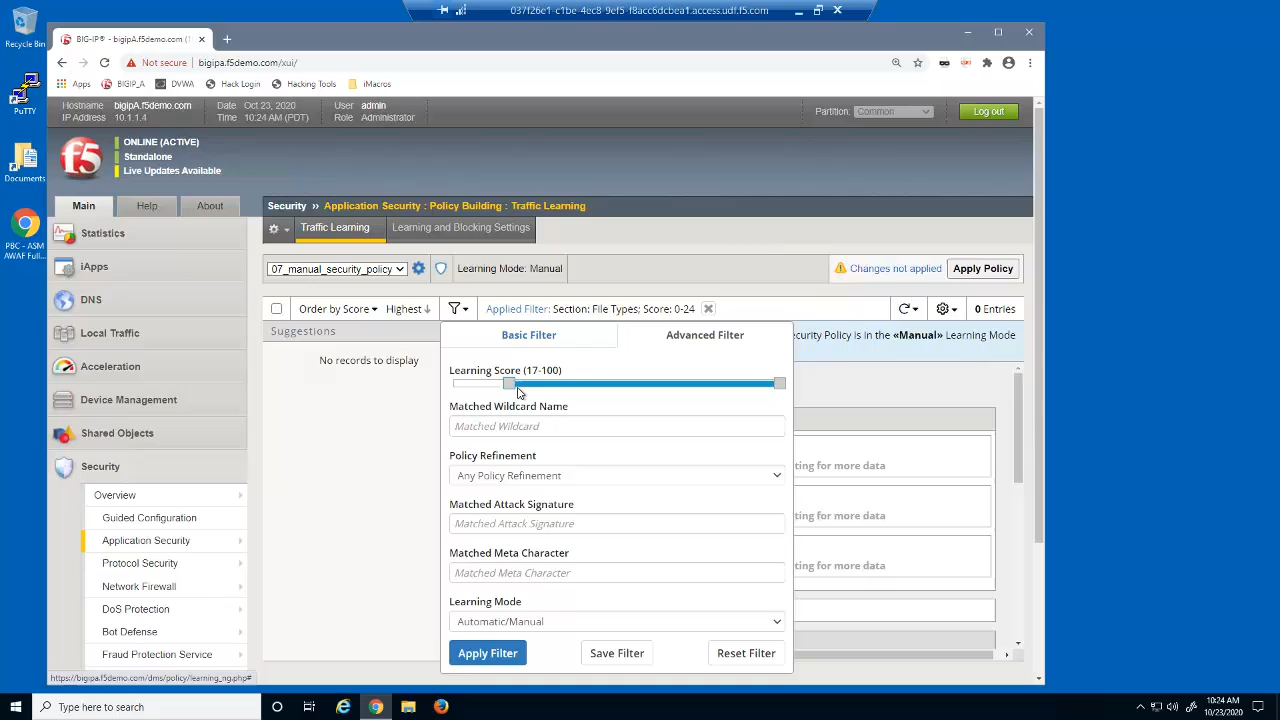 037f26e1-c1be-4ec8-9ef5-f8acc6dcbea1.access.udf.f5.com
Recycle Bin
PuTTY
Documents
PBC - ASM
AWAF Full...
BIG-IP® - bigipA.f5demo.com (1
Not secure
bigipa.f5demo.com/xui/
Apps
BIGIP_A
DVWA
Hack Login
Hacking Tools
iMacros
Hostname bigipA.f5demo.com
IP Address 10.1.1.4
Date Oct 23, 2020
Time 10:24 AM (PDT)
User admin
Role Administrator
Partition: Common
Log out
f5
ONLINE (ACTIVE)
Standalone
Live Updates Available
Main
Help
About
Security ›› Application Security : Policy Building : Traffic Learning
Traffic Learning
Learning and Blocking Settings
Statistics
iApps
DNS
Local Traffic
Acceleration
Device Management
Shared Objects
Security
Overview
Guided Configuration
Application Security
Protocol Security
Network Firewall
DoS Protection
Bot Defense
Fraud Protection Service
07_manual_security_policy
Learning Mode: Manual
Changes not applied
Apply Policy
Order by Score
Highest
Applied Filter: Section: File Types; Score: 0-24
0 Entries
Suggestions
No records to display
Basic Filter
Advanced Filter
Learning Score (17-100)
Matched Wildcard Name
Matched Wildcard
Policy Refinement
Any Policy Refinement
Matched Attack Signature
Matched Attack Signature
Matched Meta Character
Matched Meta Character
Learning Mode
Automatic/Manual
Apply Filter
Save Filter
Reset Filter
ecurity Policy is in the «Manual» Learning Mode
ting for more data
ting for more data
ting for more data
https://bigipa.f5demo.com/dms/policy/learning_ng.php#
Type here to search
10:24 AM
10/23/2020